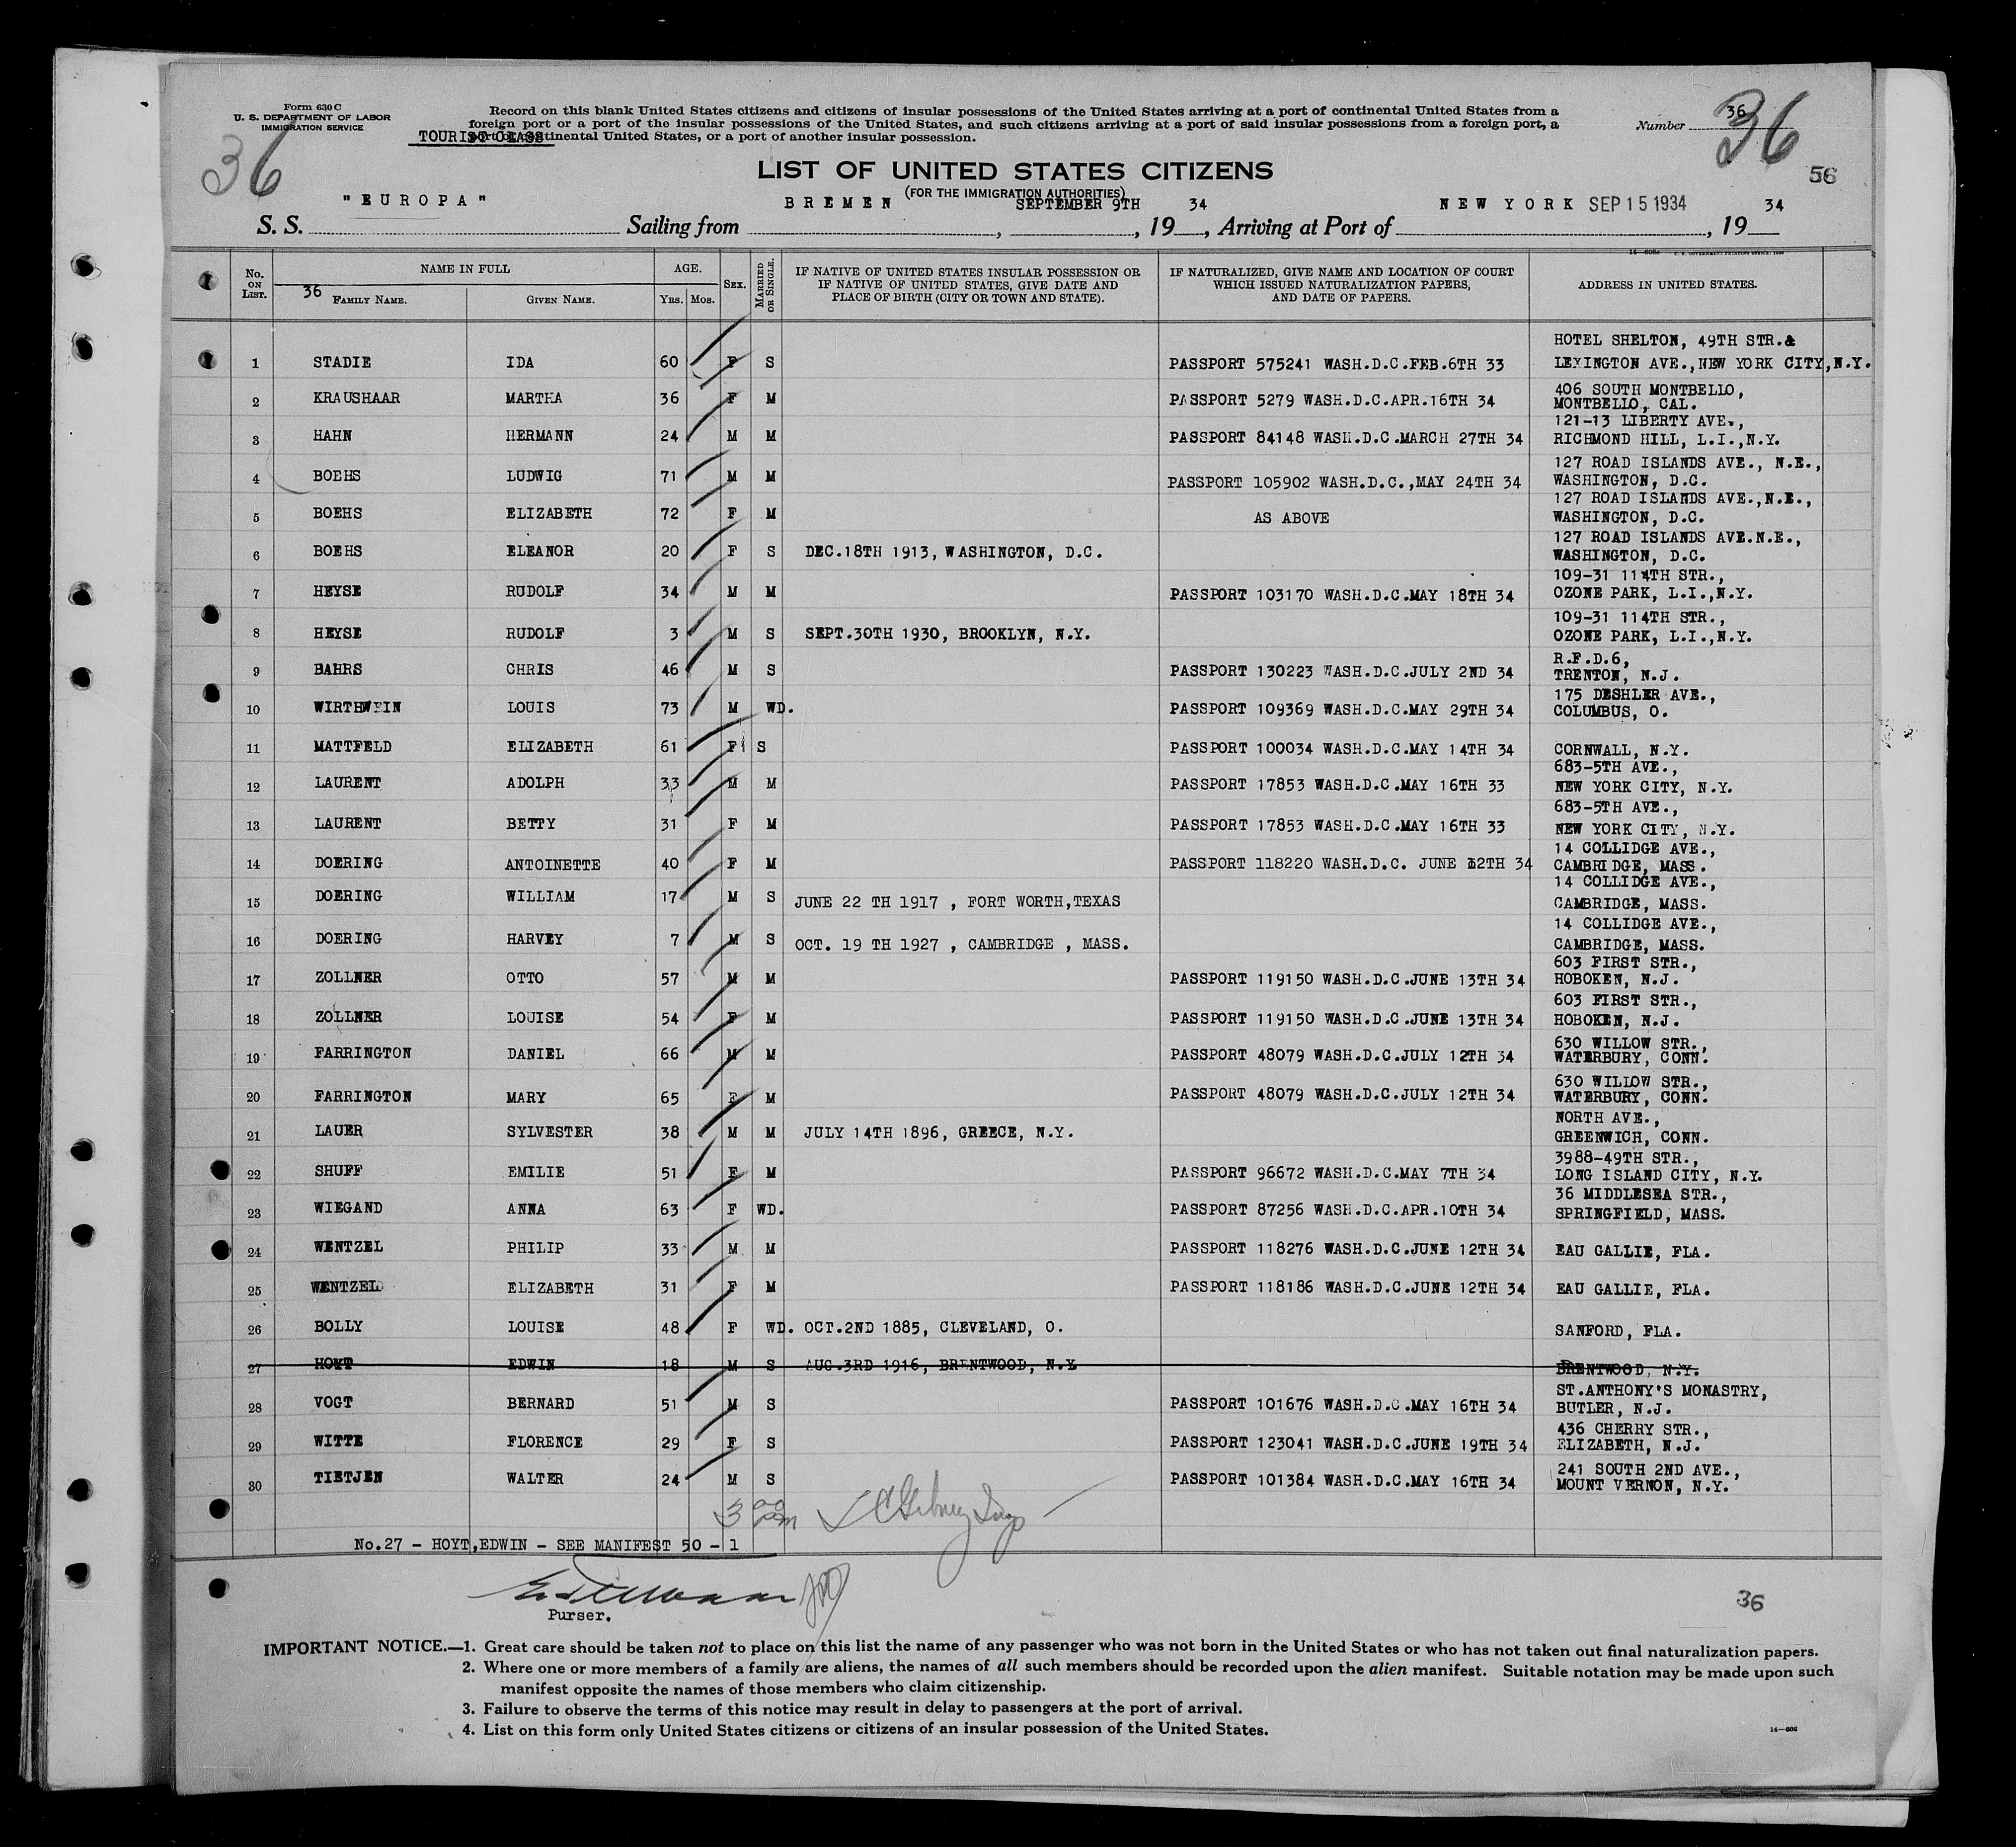 Form 630 C
U. S. DEPARTMENT OF LABOR
IMMIGRATION SERVICE
Record on this blank United States citizens and citizens of insular possessions of the United States arriving at a port of continental United States from a
foreign port or a port of the insular possessions of the United States, and such citizens arriving at a port of said insular possessions from a foreign port, a
port of continental United States, or a port of another insular possession.
TOURIST CLASS
Number 36
36
36
56
LIST OF UNITED STATES CITIZENS
(FOR THE IMMIGRATION AUTHORITIES)
S. S. "EUROPA" Sailing from BREMEN, SEPTEMBER 9TH, 1934, Arriving at Port of NEW YORK SEP 15 1934, 1934
No. ON LIST. NAME IN FULL AGE. SEX. MARRIED OR SINGLE. IF NATIVE OF UNITED STATES INSULAR POSSESSION OR IF NATIVE OF UNITED STATES, GIVE DATE AND PLACE OF BIRTH (CITY OR TOWN AND STATE). IF NATURALIZED, GIVE NAME AND LOCATION OF COURT WHICH ISSUED NATURALIZATION PAPERS, AND DATE OF PAPERS. ADDRESS IN UNITED STATES.
36 FAMILY NAME. GIVEN NAME. YRS. MOS.
1 STADIE IDA 60 F S PASSPORT 575241 WASH.D.C.FEB.6TH 33 HOTEL SHELTON, 49TH STR.& LEXINGTON AVE.,NEW YORK CITY,N.Y.
2 KRAUSHAAR MARTHA 36 F M PASSPORT 5279 WASH.D.C.APR.16TH 34 406 SOUTH MONTBELLO, MONTBELLO, CAL.
3 HAHN HERMANN 24 M M PASSPORT 84148 WASH.D.C.MARCH 27TH 34 121-13 LIBERTY AVE., RICHMOND HILL, L.I.,N.Y.
4 BOEHS LUDWIG 71 M M PASSPORT 105902 WASH.D.C.,MAY 24TH 34 127 ROAD ISLANDS AVE., N.E., WASHINGTON, D.C.
5 BOEHS ELIZABETH 72 F M AS ABOVE 127 ROAD ISLANDS AVE.,N.E., WASHINGTON, D.C.
6 BOEHS ELEANOR 20 F S DEC.18TH 1913, WASHINGTON, D.C. 127 ROAD ISLANDS AVE.N.E., WASHINGTON, D.C.
7 HEYSE RUDOLF 34 M M PASSPORT 103170 WASH.D.C.MAY 18TH 34 109-31 114TH STR., OZONE PARK, L.I.,N.Y.
8 HEYSE RUDOLF 3 M S SEPT.30TH 1930, BROOKLYN, N.Y. 109-31 114TH STR., OZONE PARK, L.I.,N.Y.
9 BAHRS CHRIS 46 M S PASSPORT 130223 WASH.D.C.JULY 2ND 34 R.F.D.6, TRENTON, N.J.
10 WIRTHWEIN LOUIS 73 M WD. PASSPORT 109369 WASH.D.C.MAY 29TH 34 175 DESHLER AVE., COLUMBUS, O.
11 MATTFELD ELIZABETH 61 F S PASSPORT 100034 WASH.D.C.MAY 14TH 34 CORNWALL, N.Y.
12 LAURENT ADOLPH 33 M M PASSPORT 17853 WASH.D.C.MAY 16TH 33 683-5TH AVE., NEW YORK CITY, N.Y.
13 LAURENT BETTY 31 F M PASSPORT 17853 WASH.D.C.MAY 16TH 33 683-5TH AVE., NEW YORK CITY, N.Y.
14 DOERING ANTOINETTE 40 F M PASSPORT 118220 WASH.D.C. JUNE 12TH 34 14 COLLIDGE AVE., CAMBRIDGE, MASS.
15 DOERING WILLIAM 17 M S JUNE 22 TH 1917 , FORT WORTH,TEXAS 14 COLLIDGE AVE., CAMBRIDGE, MASS.
16 DOERING HARVEY 7 M S OCT. 19 TH 1927 , CAMBRIDGE , MASS. 14 COLLIDGE AVE., CAMBRIDGE, MASS.
17 ZOLLNER OTTO 57 M M PASSPORT 119150 WASH.D.C.JUNE 13TH 34 603 FIRST STR., HOBOKEN, N.J.
18 ZOLLNER LOUISE 54 F M PASSPORT 119150 WASH.D.C.JUNE 13TH 34 603 FIRST STR., HOBOKEN, N.J.
19 FARRINGTON DANIEL 66 M M PASSPORT 48079 WASH.D.C.JULY 12TH 34 630 WILLOW STR., WATERBURY, CONN.
20 FARRINGTON MARY 65 F M PASSPORT 48079 WASH.D.C.JULY 12TH 34 630 WILLOW STR., WATERBURY, CONN.
21 LAUER SYLVESTER 38 M M JULY 14TH 1896, GREECE, N.Y. NORTH AVE., GREENWICH, CONN.
22 SHUFF EMILIE 51 F M PASSPORT 96672 WASH.D.C.MAY 7TH 34 3988-49TH STR., LONG ISLAND CITY, N.Y.
23 WIEGAND ANNA 63 F WD. PASSPORT 87256 WASH.D.C.APR.10TH 34 36 MIDDLESEA STR., SPRINGFIELD, MASS.
24 WENTZEL PHILIP 33 M M PASSPORT 118276 WASH.D.C.JUNE 12TH 34 EAU GALLIE, FLA.
25 WENTZEL ELIZABETH 31 F M PASSPORT 118186 WASH.D.C.JUNE 12TH 34 EAU GALLIE, FLA.
26 BOLLY LOUISE 48 F WD. OCT.2ND 1885, CLEVELAND, O. SANFORD, FLA.
27 HOYT EDWIN 18 M S AUG.3RD 1916, BRENTWOOD, N.Y. BRENTWOOD, N.Y.
28 VOGT BERNARD 51 M S PASSPORT 101676 WASH.D.C.MAY 16TH 34 ST.ANTHONY'S MONASTRY, BUTLER, N.J.
29 WITTE FLORENCE 29 F S PASSPORT 123041 WASH.D.C.JUNE 19TH 34 436 CHERRY STR., ELIZABETH, N.J.
30 TIETJEN WALTER 24 M S PASSPORT 101384 WASH.D.C.MAY 16TH 34 241 SOUTH 2ND AVE., MOUNT VERNON, N.Y.
3 00 pm
No.27 - HOYT,EDWIN - SEE MANIFEST 50 - 1
Purser.
36
IMPORTANT NOTICE.—1. Great care should be taken not to place on this list the name of any passenger who was not born in the United States or who has not taken out final naturalization papers.
2. Where one or more members of a family are aliens, the names of all such members should be recorded upon the alien manifest. Suitable notation may be made upon such
manifest opposite the names of those members who claim citizenship.
3. Failure to observe the terms of this notice may result in delay to passengers at the port of arrival.
4. List on this form only United States citizens or citizens of an insular possession of the United States.